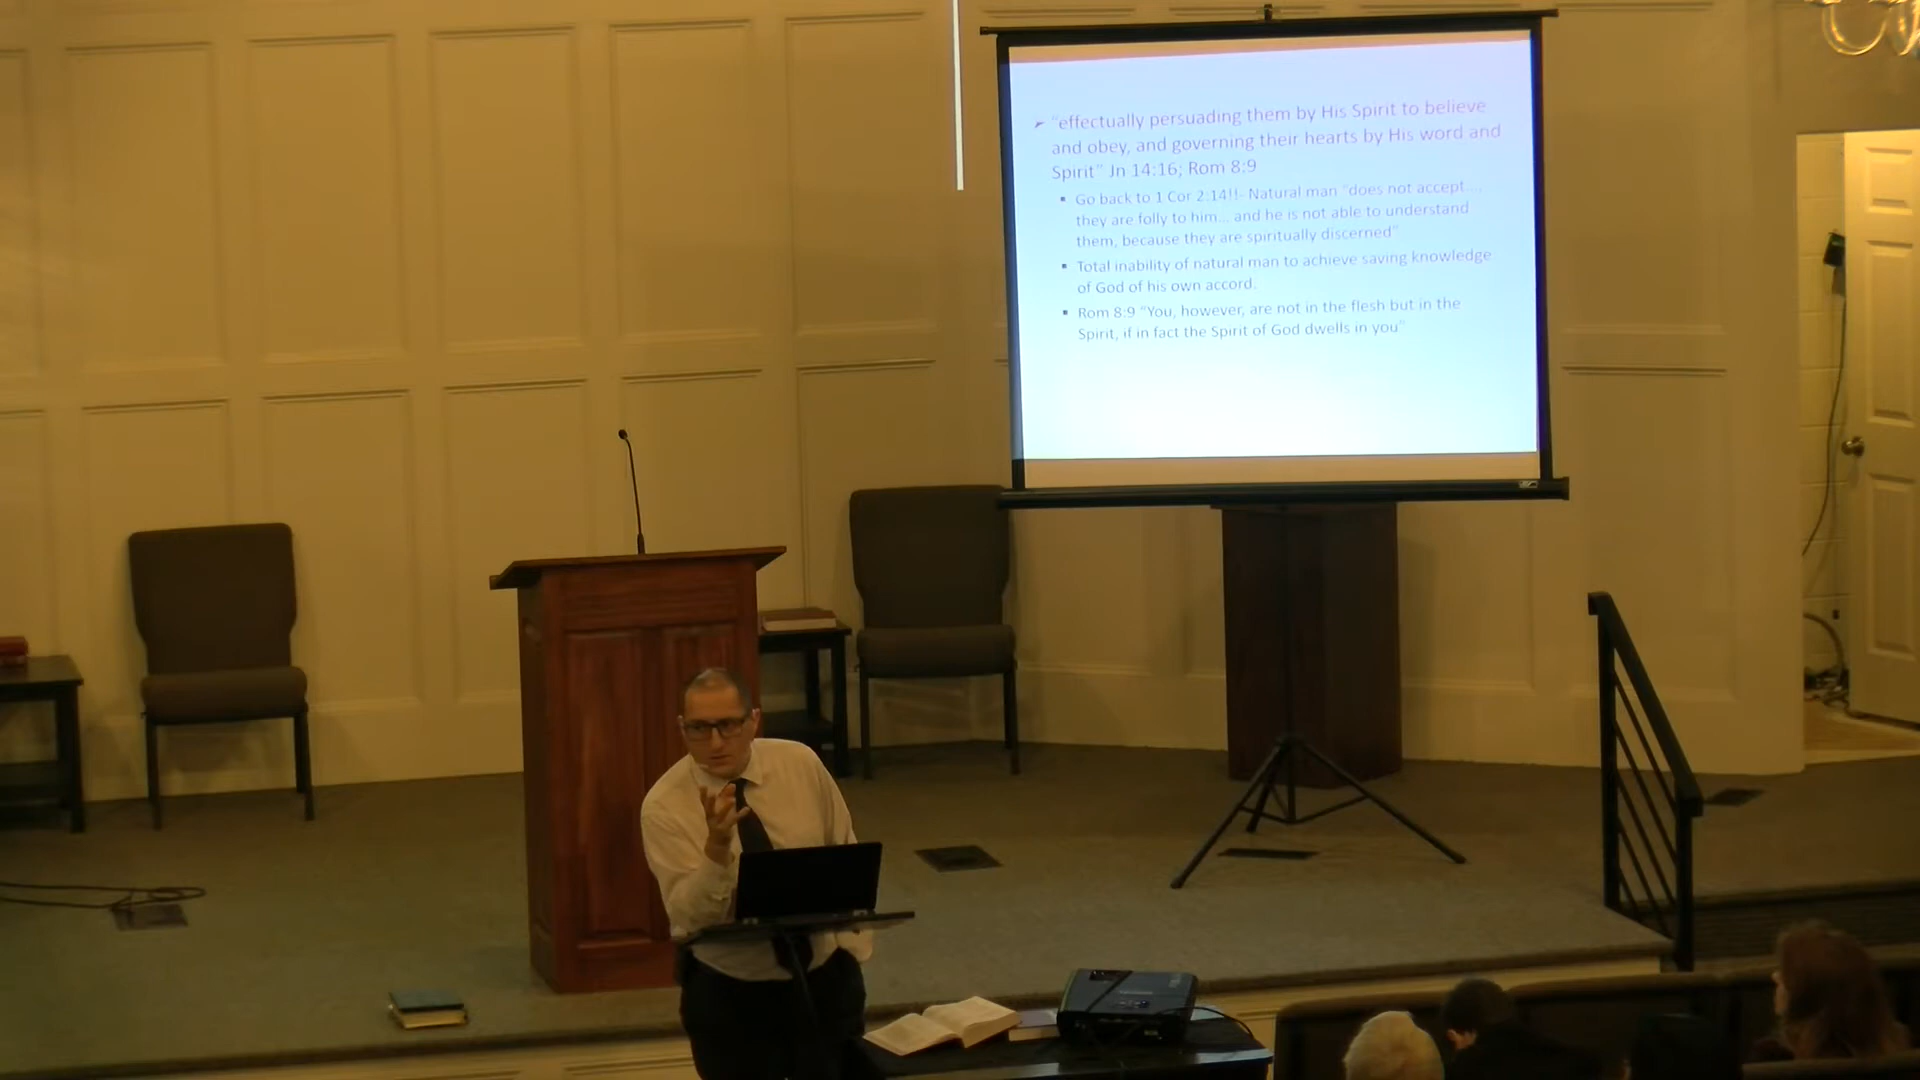 “effectually persuading them by His Spirit to believe
and obey, and governing their hearts by His word and
Spirit” Jn 14:16; Rom 8:9
Go back to 1 Cor 2:14!!- Natural man “does not accept....
they are folly to him... and he is not able to understand
them, because they are spiritually discerned”
Total inability of natural man to achieve saving knowledge
of God of his own accord.
Rom 8:9 “You, however, are not in the flesh but in the
Spirit, if in fact the Spirit of God dwells in you”